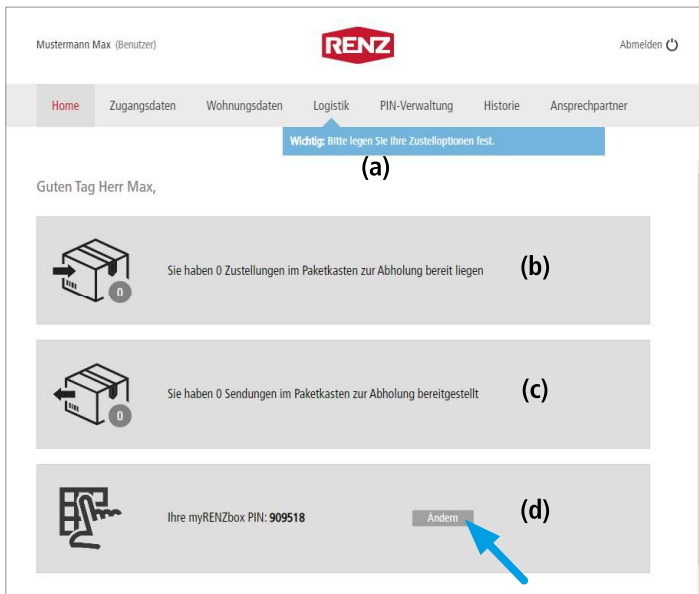 Mustermann Max (Benutzer)
RENZ
Abmelden
Home Zugangsdaten Wohnungsdaten Logistik PIN-Verwaltung Historie Ansprechpartner
Wichtig: Bitte legen Sie Ihre Zustelloptionen fest.
(a)
Guten Tag Herr Max,
Sie haben 0 Zustellungen im Paketkasten zur Abholung bereit liegen (b)
0
Sie haben 0 Sendungen im Paketkasten zur Abholung bereitgestellt (c)
0
Ihre myRENZbox PIN: 909518 Ändern (d)